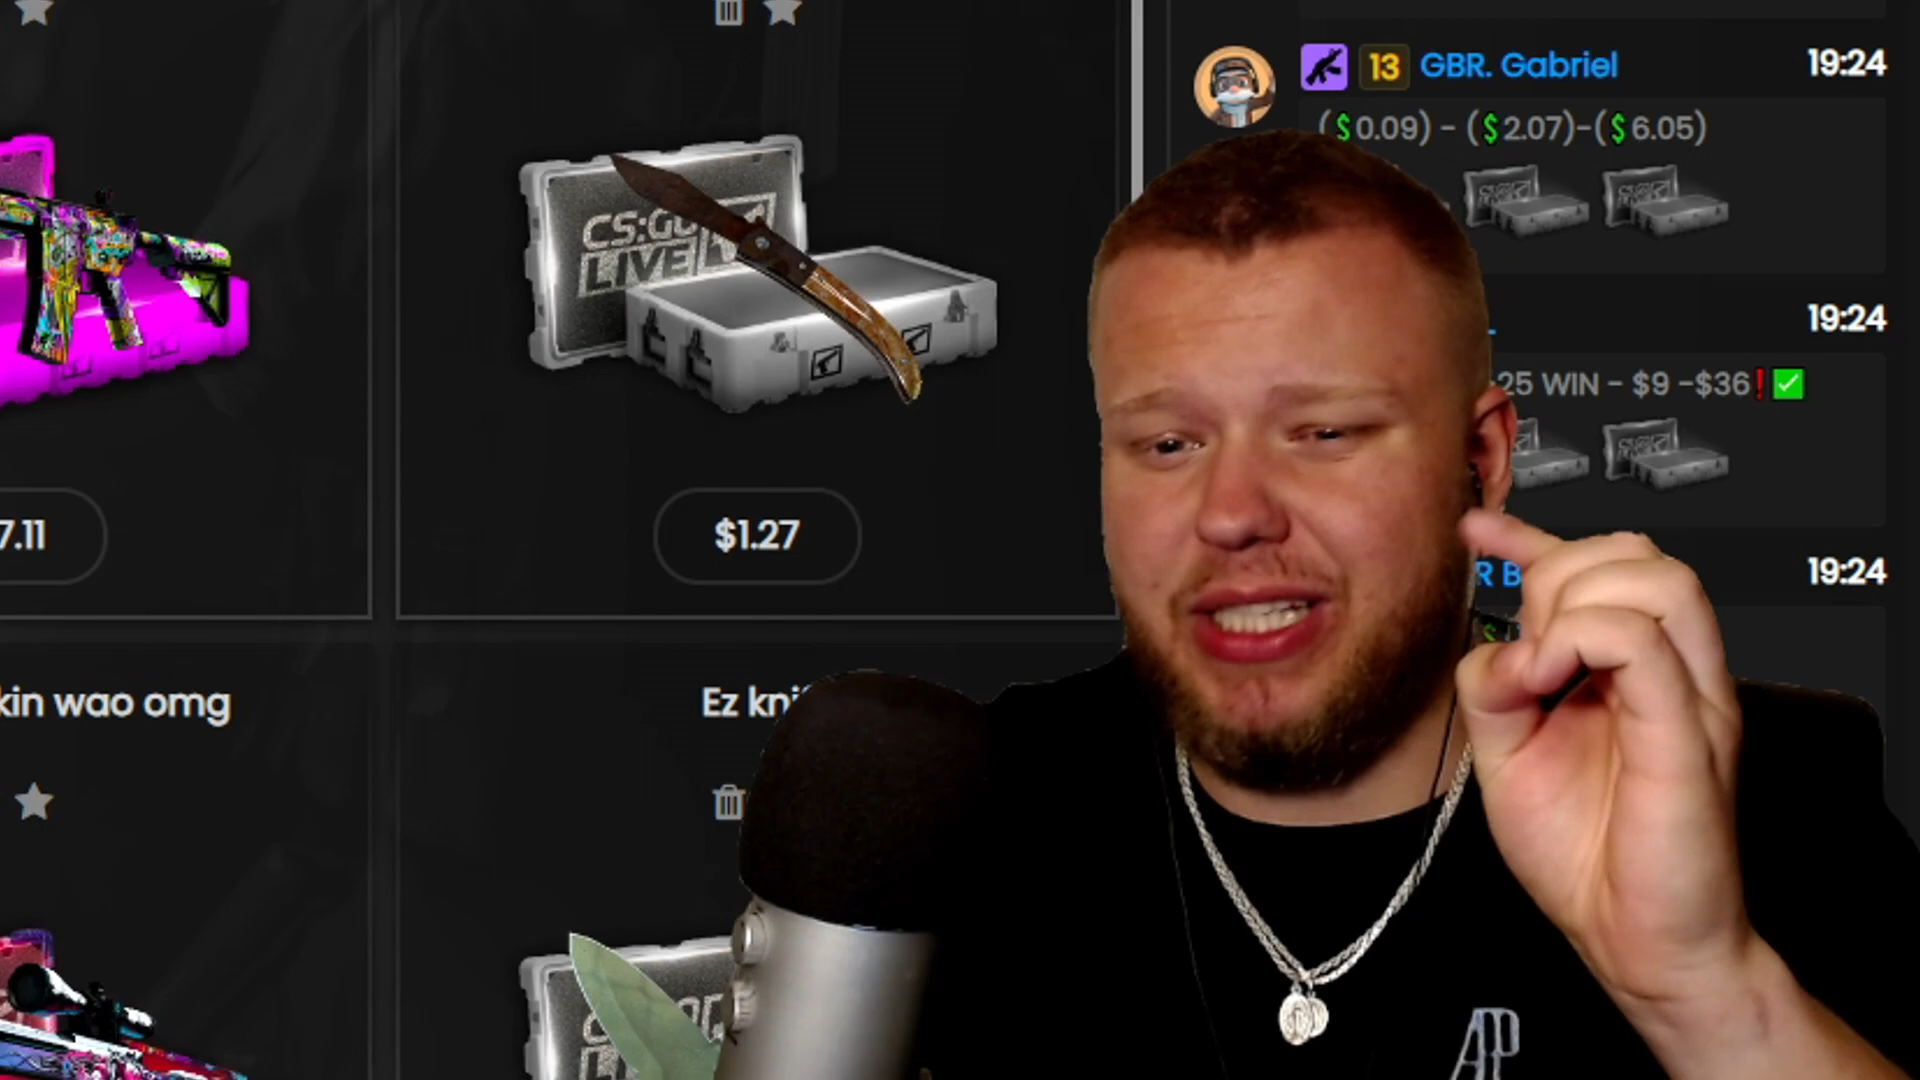 13 GBR. Gabriel 19:24
($0.09) - ($2.07)-($6.05)
CS:GO
LIVE
7.11
$1.27
19:24
25 WIN - $9 -$36!
R B
19:24
kin wao omg
Ez
AP